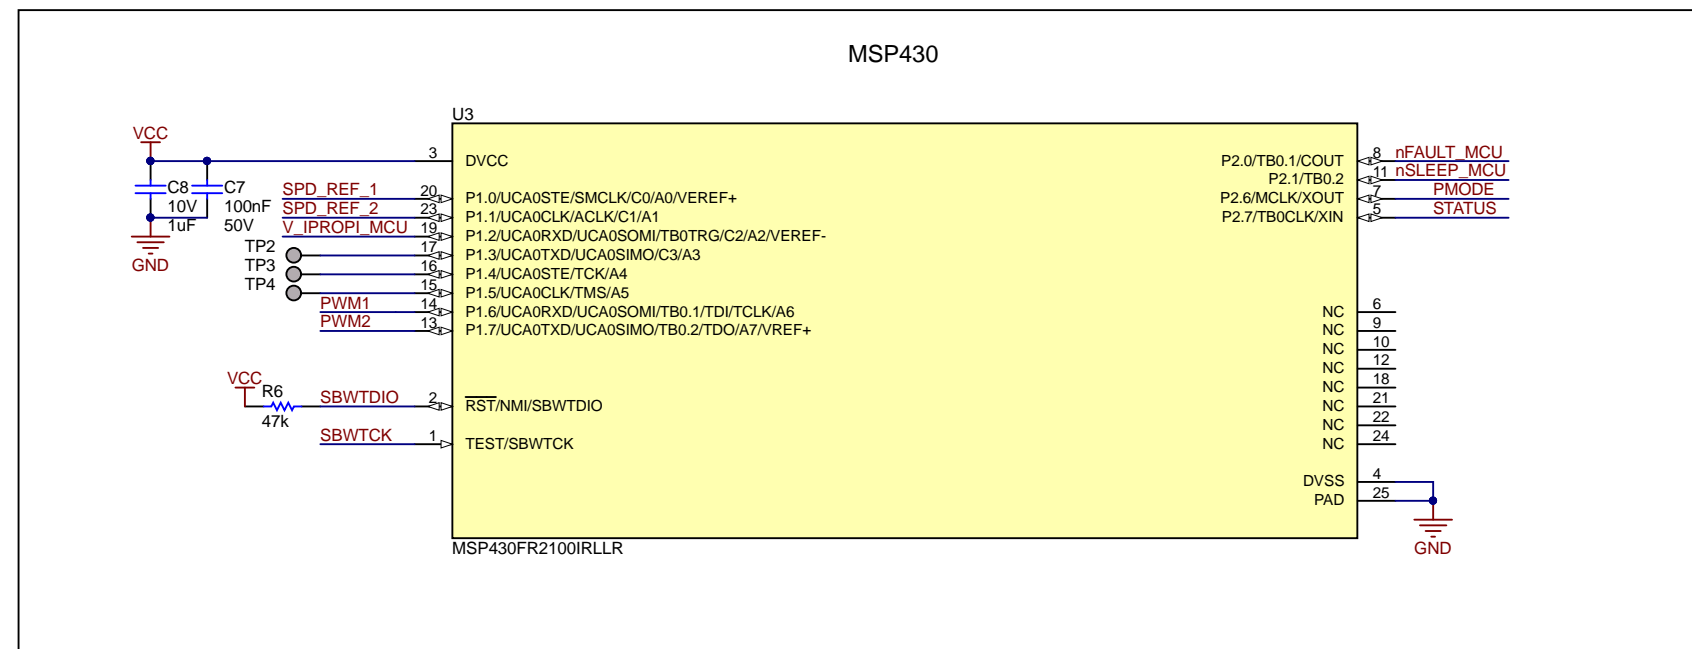 MSP430
U3
VCC
3 DVCC
C8
10V
1uF
C7
100nF
50V
GND
SPD_REF_1 20 P1.0/UCA0STE/SMCLK/C0/A0/VEREF+
SPD_REF_2 23 P1.1/UCA0CLK/ACLK/C1/A1
V_IPROPI_MCU 19 P1.2/UCA0RXD/UCA0SOMI/TB0TRG/C2/A2/VEREF-
TP2 17 P1.3/UCA0TXD/UCA0SIMO/C3/A3
TP3 16 P1.4/UCA0STE/TCK/A4
TP4 15 P1.5/UCA0CLK/TMS/A5
PWM1 14 P1.6/UCA0RXD/UCA0SOMI/TB0.1/TDI/TCLK/A6
PWM2 13 P1.7/UCA0TXD/UCA0SIMO/TB0.2/TDO/A7/VREF+
VCC
R6
47k
SBWTDIO 2 RST/NMI/SBWTDIO
SBWTCK 1 TEST/SBWTCK
P2.0/TB0.1/COUT 8 nFAULT_MCU
P2.1/TB0.2 11 nSLEEP_MCU
P2.6/MCLK/XOUT 7 PMODE
P2.7/TB0CLK/XIN 5 STATUS
NC 6
NC 9
NC 10
NC 12
NC 18
NC 21
NC 22
NC 24
DVSS 4
PAD 25
GND
MSP430FR2100IRLLR